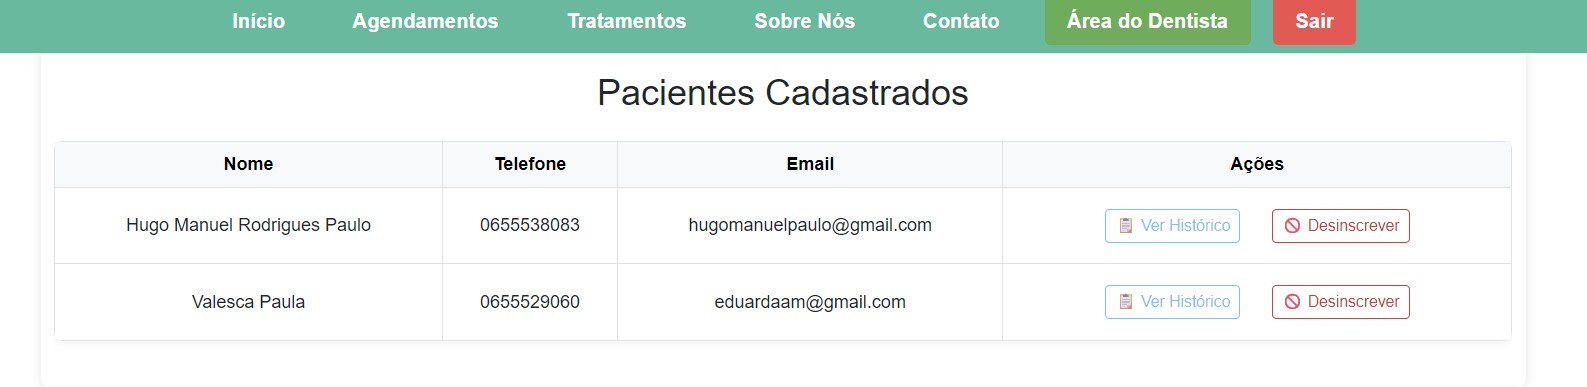 Início Agendamentos Tratamentos Sobre Nós Contato Área do Dentista Sair
Pacientes Cadastrados
Nome Telefone Email Ações
Hugo Manuel Rodrigues Paulo 0655538083 hugomanuelpaulo@gmail.com Ver Histórico Desinscrever
Valesca Paula 0655529060 eduardaam@gmail.com Ver Histórico Desinscrever